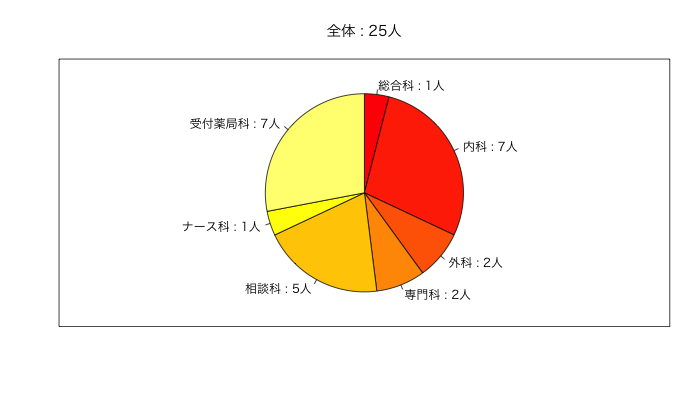 全体 : 25人
総合科 : 1人
内科 : 7人
外科 : 2人
専門科 : 2人
相談科 : 5人
ナース科 : 1人
受付薬局科 : 7人